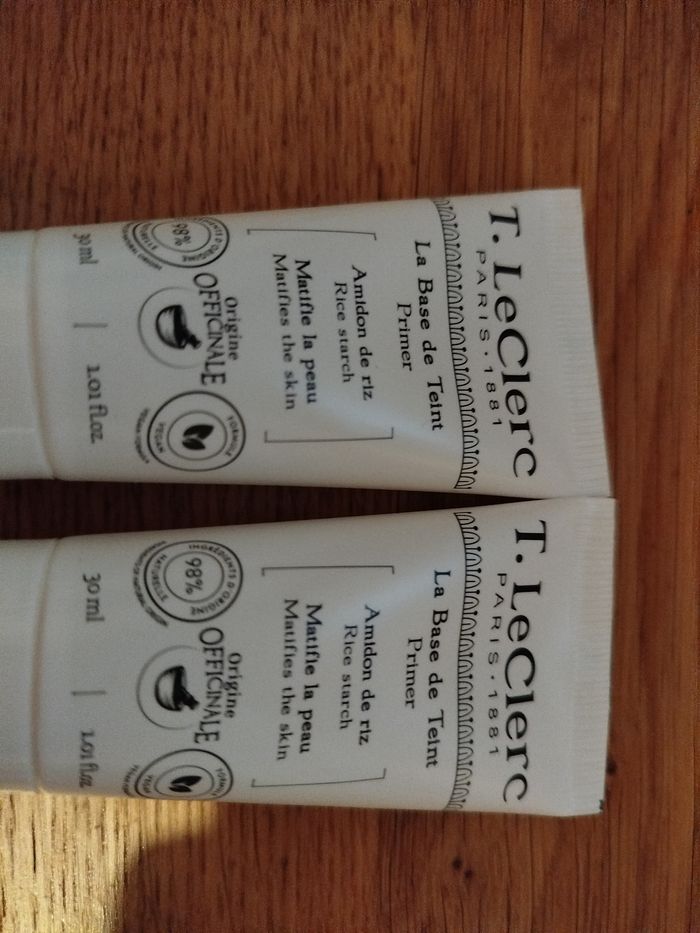 T. LeClerc
PARIS · 1881
La Base de Teint
Primer
Amidon de riz
Rice starch
Matifie la peau
Matifies the skin
Origine
OFFICINALE
98%
FORMULE
VEGAN
30 ml | 1.01 fl.oz.
T. LeClerc
PARIS · 1881
La Base de Teint
Primer
Amidon de riz
Rice starch
Matifie la peau
Matifies the skin
Origine
OFFICINALE
INGRÉDIENTS D'ORIGINE
NATURELLE
98%
FORMULE
VEGAN
30 ml | 1.01 fl.oz